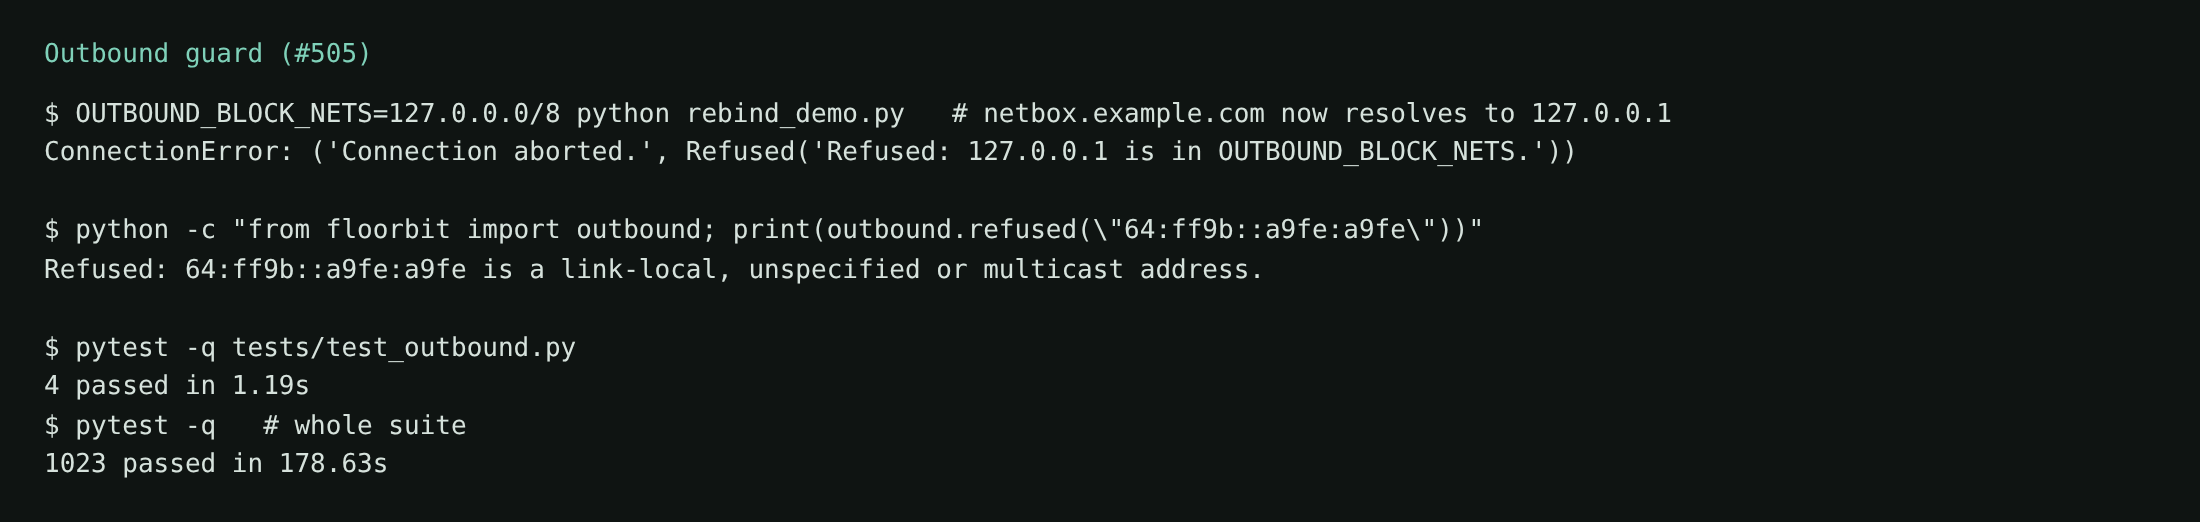 Outbound guard (#505)
$ OUTBOUND_BLOCK_NETS=127.0.0.0/8 python rebind_demo.py   # netbox.example.com now resolves to 127.0.0.1
ConnectionError: ('Connection aborted.', Refused('Refused: 127.0.0.1 is in OUTBOUND_BLOCK_NETS.'))
$ python -c "from floorbit import outbound; print(outbound.refused(\"64:ff9b::a9fe:a9fe\"))"
Refused: 64:ff9b::a9fe:a9fe is a link-local, unspecified or multicast address.
$ pytest -q tests/test_outbound.py
4 passed in 1.19s
$ pytest -q   # whole suite
1023 passed in 178.63s